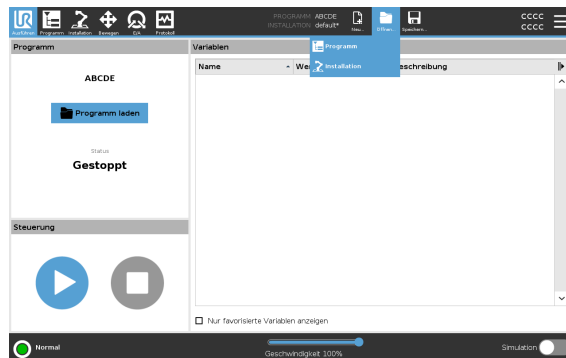 PROGRAMM ABCDE
INSTALLATION default*
Ausführen Programm Installation Bewegen E/A Protokoll
Neu... Öffnen... Speichern...
CCCC
CCCC
Programm
Variablen
Programm
Installation
Name
eschreibung
ABCDE
Programm laden
Status
Gestoppt
Steuerung
Nur favorisierte Variablen anzeigen
Normal
Geschwindigkeit 100%
Simulation